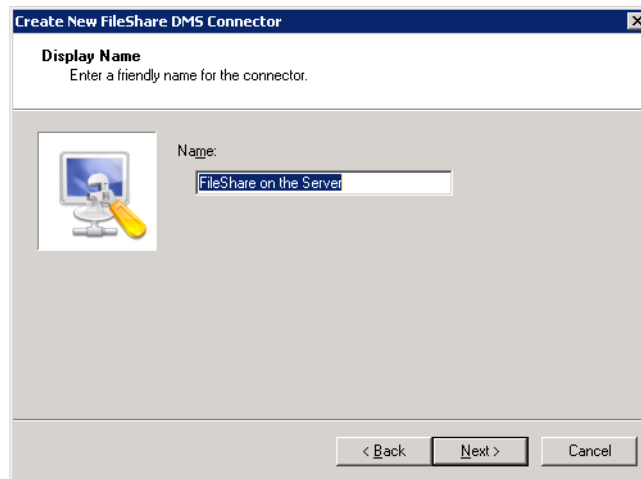 Create New FileShare DMS Connector
Display Name
Enter a friendly name for the connector.
Name:
FileShare on the Server
< Back Next > Cancel